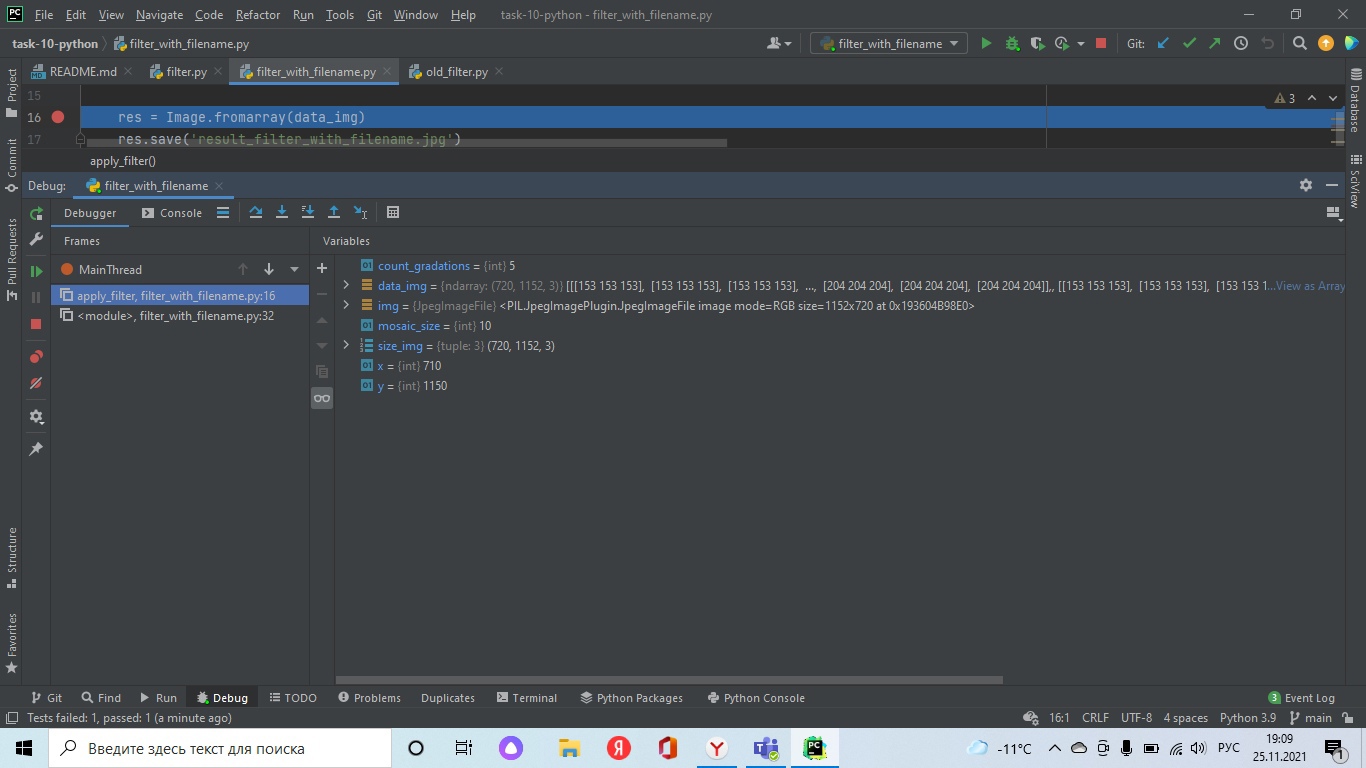 PC File Edit View Navigate Code Refactor Run Tools Git Window Help task-10-python - filter_with_filename.py
task-10-python filter_with_filename.py filter_with_filename Git:
README.md filter.py filter_with_filename.py old_filter.py
Project
Commit
Pull Requests
Structure
Favorites
Database
SciView
15 3
16 res = Image.fromarray(data_img)
17 res.save('result_filter_with_filename.jpg')
apply_filter()
Debug: filter_with_filename
Debugger Console
Frames Variables
MainThread
apply_filter, filter_with_filename.py:16
<module>, filter_with_filename.py:32
count_gradations = {int} 5
data_img = {ndarray: (720, 1152, 3)} [[[153 153 153], [153 153 153], [153 153 153], ..., [204 204 204], [204 204 204], [204 204 204]],, [[153 153 153], [153 153 153], [153 153 1...View as Array
img = {JpegImageFile} <PIL.JpegImagePlugin.JpegImageFile image mode=RGB size=1152x720 at 0x193604B98E0>
mosaic_size = {int} 10
size_img = {tuple: 3} (720, 1152, 3)
x = {int} 710
y = {int} 1150
Git Find Run Debug TODO Problems Duplicates Terminal Python Packages Python Console 3 Event Log
Tests failed: 1, passed: 1 (a minute ago) 16:1 CRLF UTF-8 4 spaces Python 3.9 main
Введите здесь текст для поиска -11°C РУС 19:09
25.11.2021 1